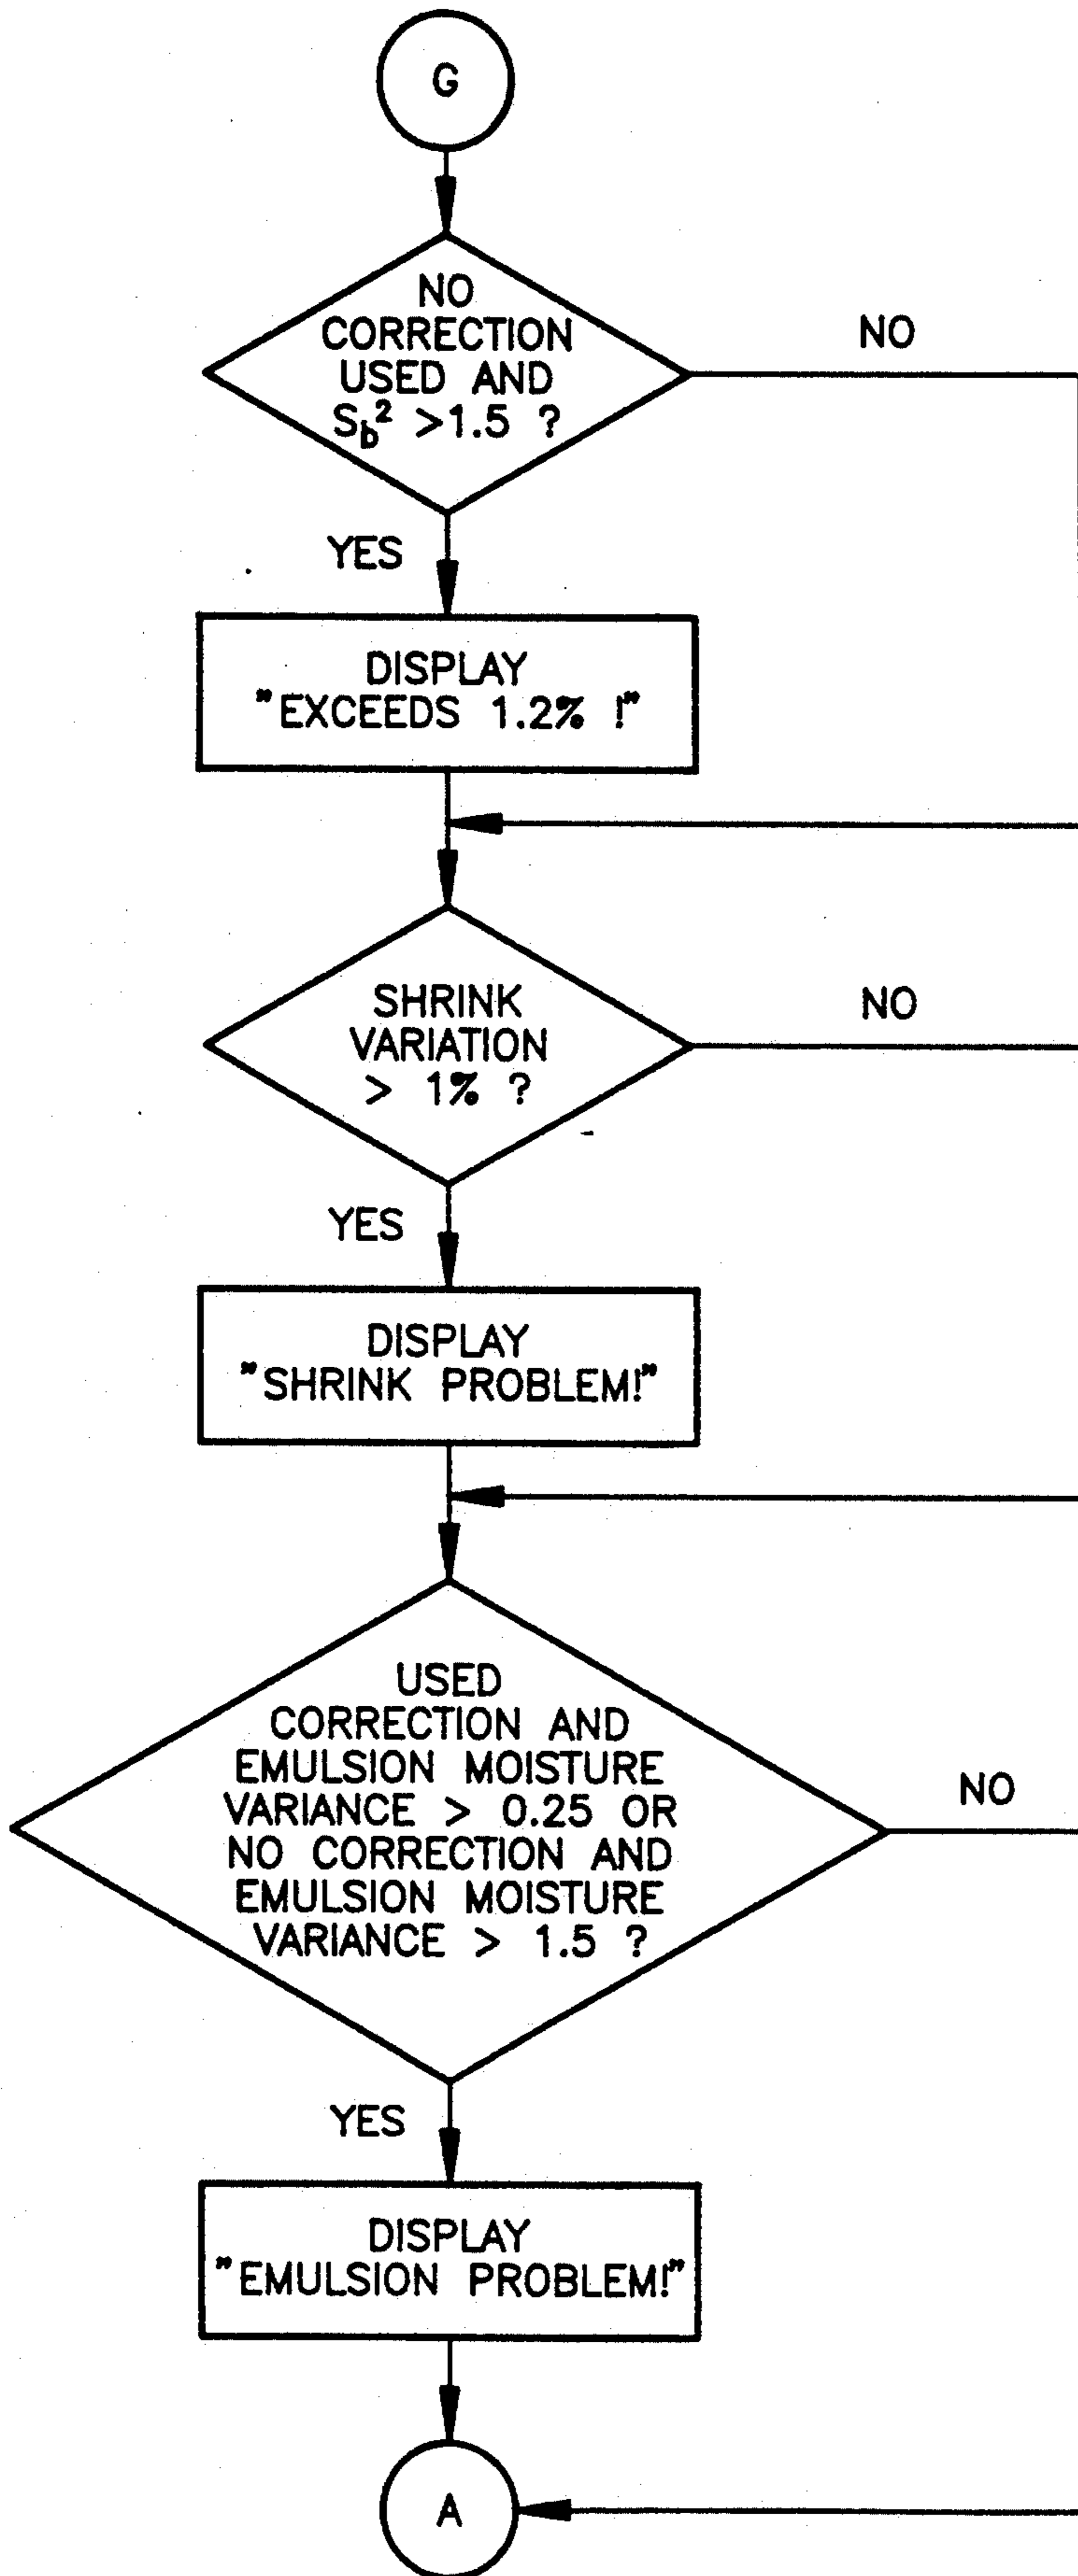 G
NO
CORRECTION
USED AND
S_b² >1.5 ?
NO
YES
DISPLAY
"EXCEEDS 1.2% !"
SHRINK
VARIATION
> 1% ?
NO
YES
DISPLAY
"SHRINK PROBLEM!"
USED
CORRECTION AND
EMULSION MOISTURE
VARIANCE > 0.25 OR
NO CORRECTION AND
EMULSION MOISTURE
VARIANCE > 1.5 ?
NO
YES
DISPLAY
"EMULSION PROBLEM!"
A